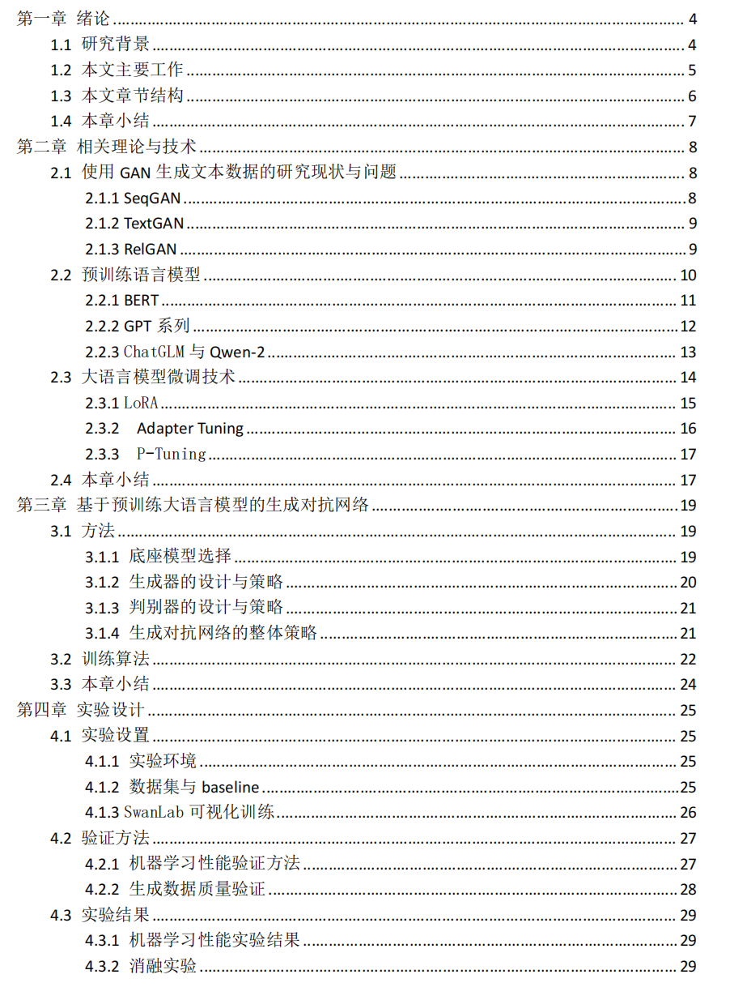 第一章 绪论 4
1.1 研究背景 4
1.2 本文主要工作 5
1.3 本文章节结构 6
1.4 本章小结 7
第二章 相关理论与技术 8
2.1 使用 GAN 生成文本数据的研究现状与问题 8
2.1.1 SeqGAN 8
2.1.2 TextGAN 9
2.1.3 RelGAN 9
2.2 预训练语言模型 10
2.2.1 BERT 11
2.2.2 GPT 系列 12
2.2.3 ChatGLM 与 Qwen-2 13
2.3 大语言模型微调技术 14
2.3.1 LoRA 15
2.3.2 Adapter Tuning 16
2.3.3 P-Tuning 17
2.4 本章小结 17
第三章 基于预训练大语言模型的生成对抗网络 19
3.1 方法 19
3.1.1 底座模型选择 19
3.1.2 生成器的设计与策略 20
3.1.3 判别器的设计与策略 21
3.1.4 生成对抗网络的整体策略 21
3.2 训练算法 22
3.3 本章小结 24
第四章 实验设计 25
4.1 实验设置 25
4.1.1 实验环境 25
4.1.2 数据集与 baseline 25
4.1.3 SwanLab 可视化训练 26
4.2 验证方法 27
4.2.1 机器学习性能验证方法 27
4.2.2 生成数据质量验证 28
4.3 实验结果 29
4.3.1 机器学习性能实验结果 29
4.3.2 消融实验 29